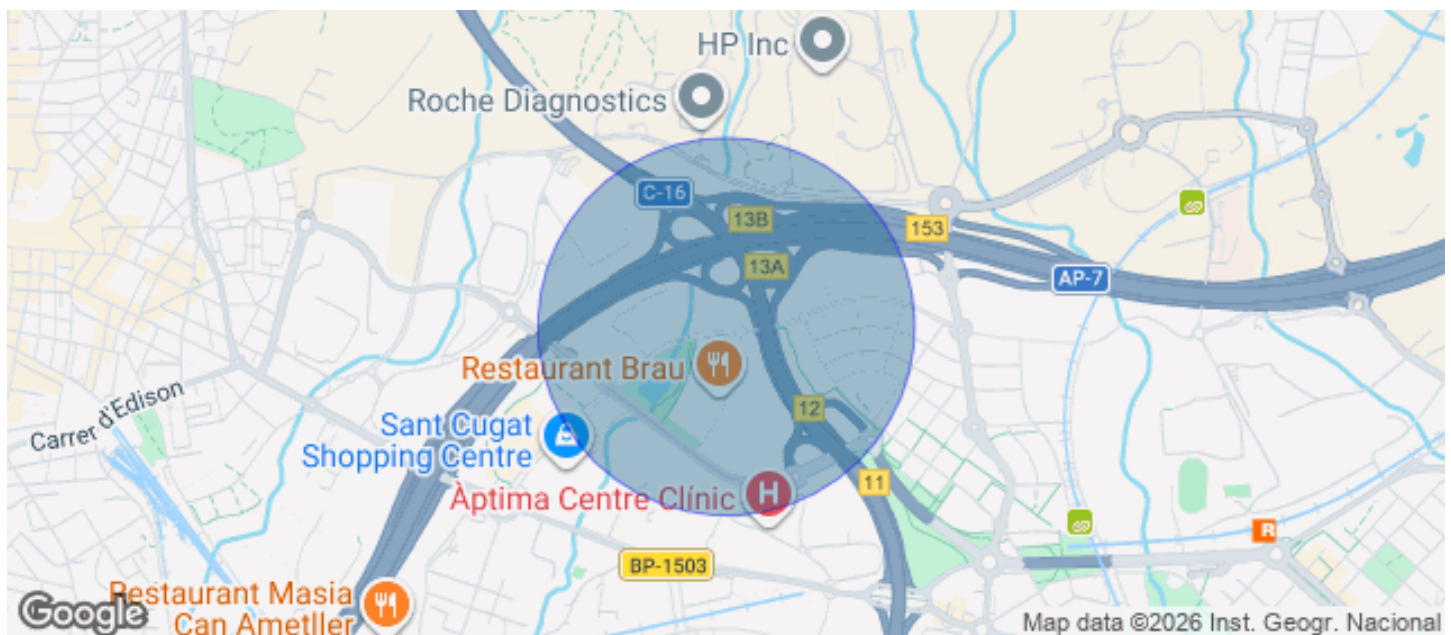 HP Inc
Roche Diagnostics
C-16
13B
153
13A
AP-7
Restaurant Brau
Carrer d'Edison
12
Sant Cugat
Shopping Centre
11
Àptima Centre Clínic
H
R
BP-1503
Restaurant Masia
Can Ametller
Google
Map data ©2026 Inst. Geogr. Nacional